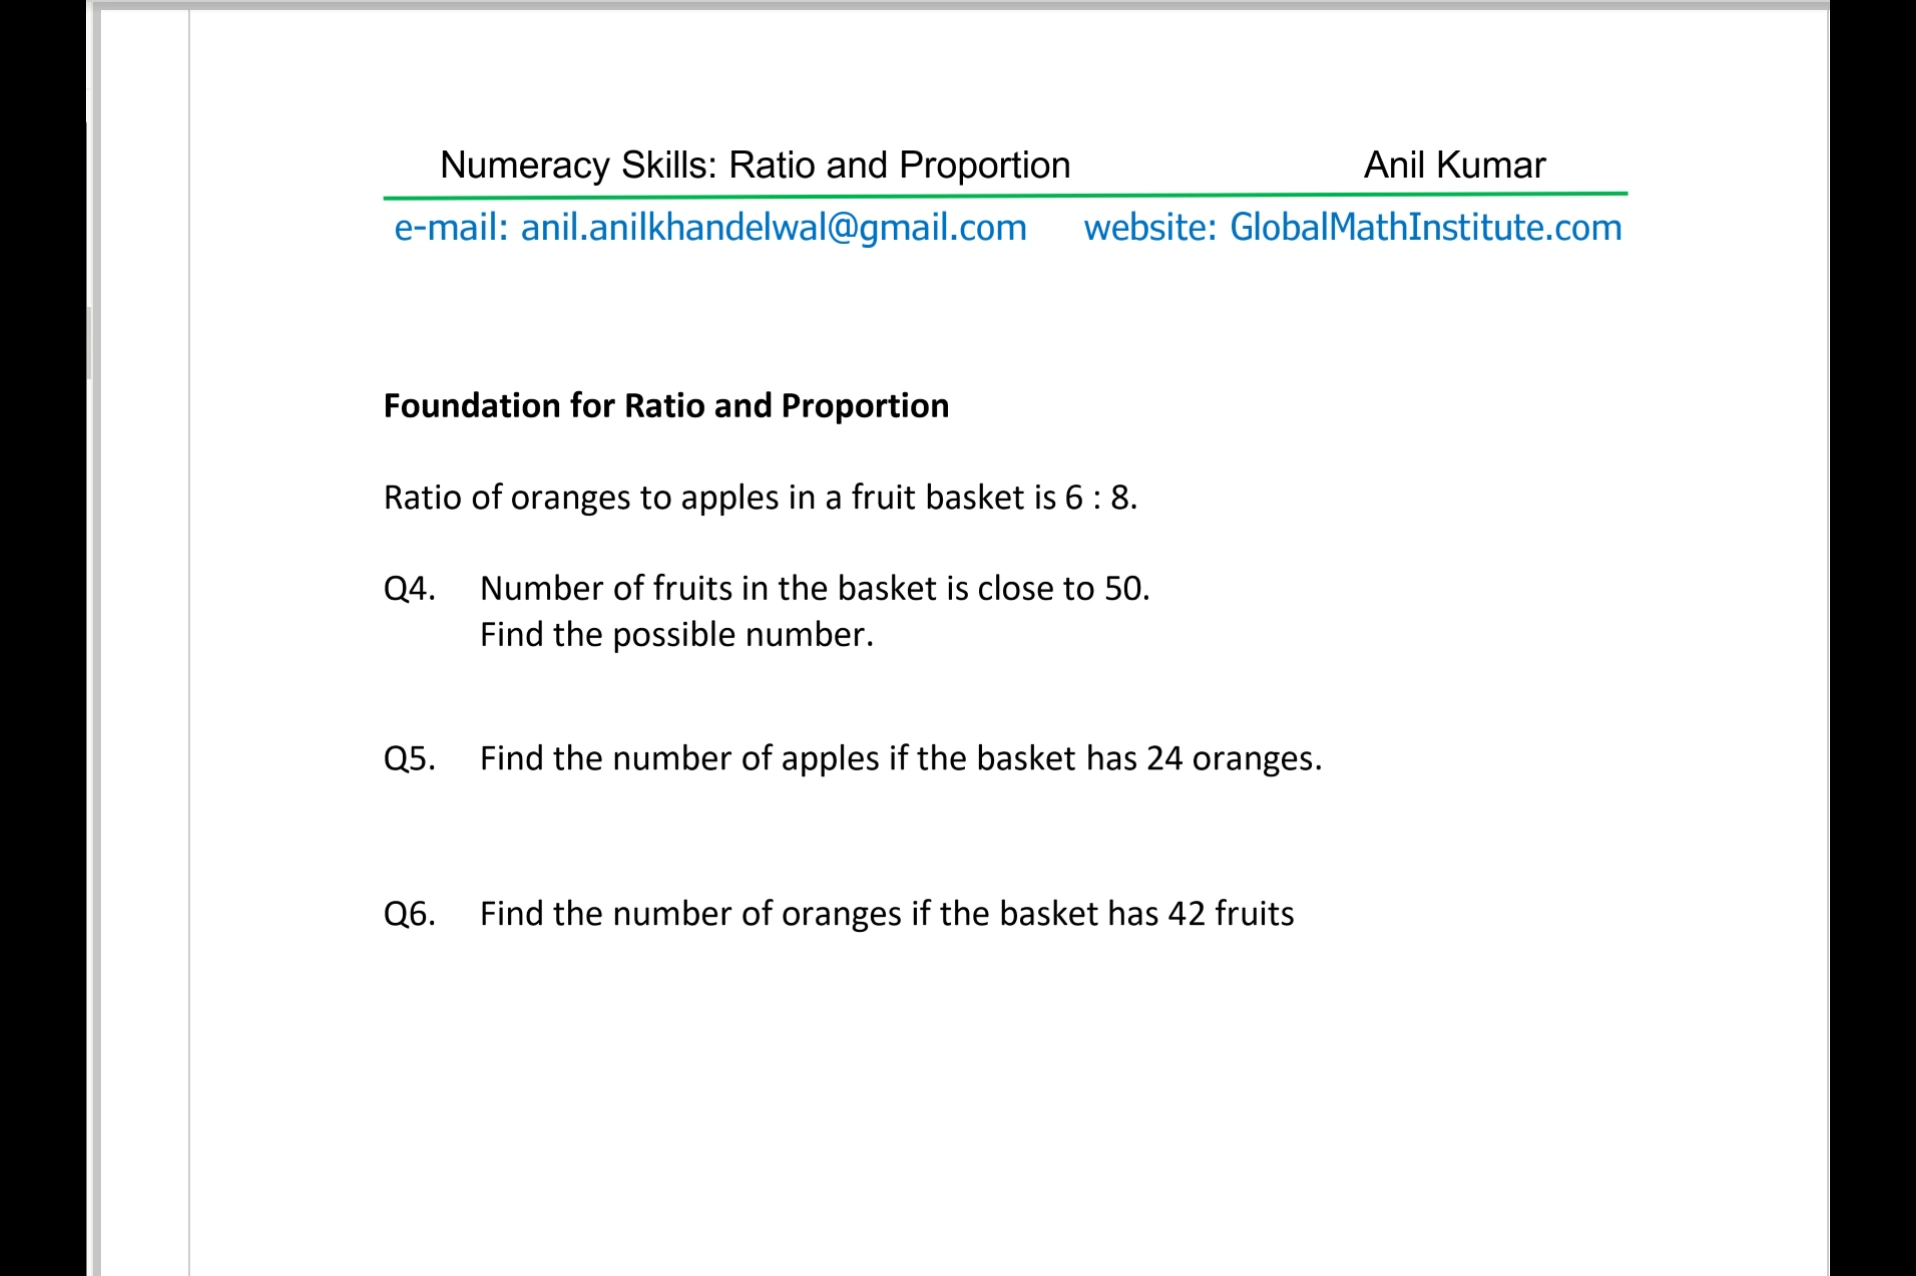 Numeracy Skills: Ratio and Proportion Anil Kumar
e-mail: anil.anilkhandelwal@gmail.com website: GlobalMathInstitute.com
Foundation for Ratio and Proportion
Ratio of oranges to apples in a fruit basket is 6 : 8.
Q4. Number of fruits in the basket is close to 50.
Find the possible number.
Q5. Find the number of apples if the basket has 24 oranges.
Q6. Find the number of oranges if the basket has 42 fruits